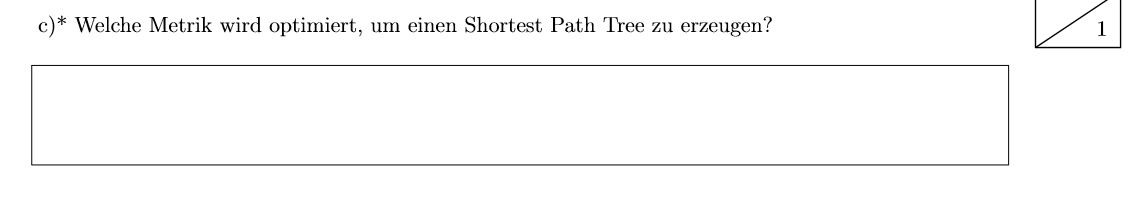 c)* Welche Metrik wird optimiert, um einen Shortest Path Tree zu erzeugen?
1